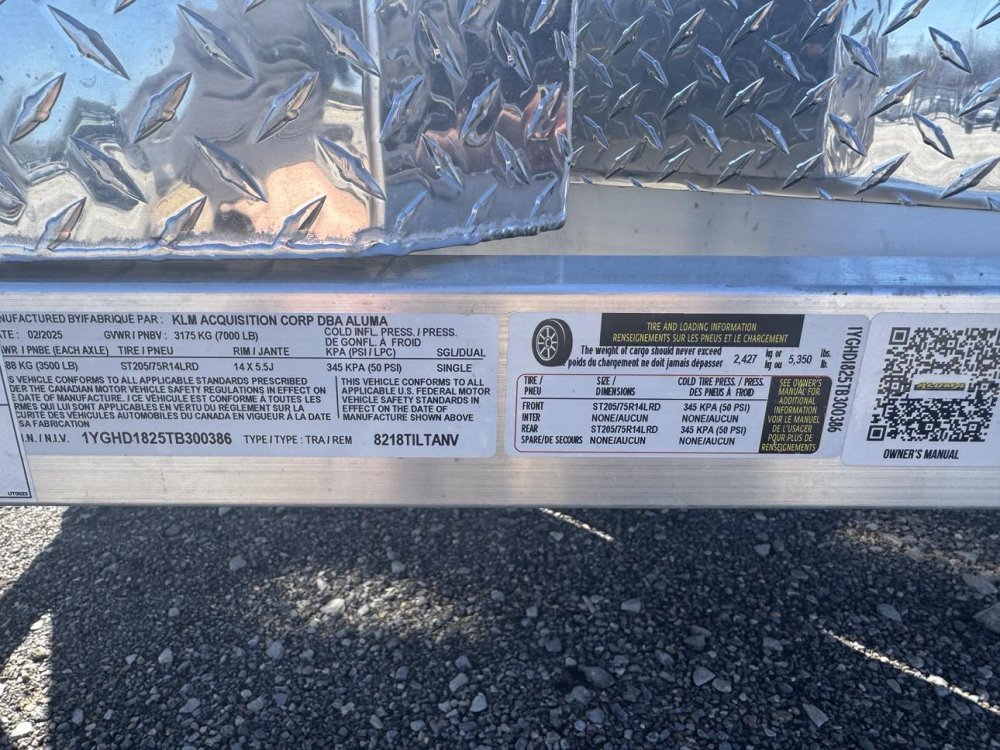 NUFACTURED BY/FABRIQUÉ PAR : KLM ACQUISITION CORP DBA ALUMA
TE : 02/2025 GVWR / PNBV : 3175 KG (7000 LB) COLD INFL. PRESS. / PRESS. DE GONFL. À FROID
WR / PNBE (EACH AXLE) TIRE / PNEU RIM / JANTE KPA (PSI / LPC) SGL/DUAL
88 KG (3500 LB) ST205/75R14LRD 14 X 5.5J 345 KPA (50 PSI) SINGLE
S VEHICLE CONFORMS TO ALL APPLICABLE STANDARDS PRESCRIBED
DER THE CANADIAN MOTOR VEHICLE SAFETY REGULATIONS IN EFFECT ON
E DATE OF MANUFACTURE. / CE VÉHICULE EST CONFORME À TOUTES LES
RMES QUI LUI SONT APPLICABLES EN VERTU DU RÈGLEMENT SUR LA
CURITÉ DES VÉHICULES AUTOMOBILES DU CANADA EN VIGUEUR À LA DATE
SA FABRICATION
THIS VEHICLE CONFORMS TO ALL
APPLICABLE U.S. FEDERAL MOTOR
VEHICLE SAFETY STANDARDS IN
EFFECT ON THE DATE OF
MANUFACTURE SHOWN ABOVE
I.N. / N.I.V. 1YGHD1825TB300386 TYPE / TYPE : TRA / REM 8218TILTANV
UT0023
TIRE AND LOADING INFORMATION
RENSEIGNEMENTS SUR LES PNEUS ET LE CHARGEMENT
The weight of cargo should never exceed
poids du chargement ne doit jamais dépasser
2,427 kg or 5,350 lbs.
kg ou lb.
TIRE / PNEU SIZE / DIMENSIONS COLD TIRE PRESS. / PRESS. DES PNEUS À FROID
FRONT ST205/75R14LRD 345 KPA (50 PSI)
INTER NONE/AUCUN NONE/AUCUN
REAR ST205/75R14LRD 345 KPA (50 PSI)
SPARE/DE SECOURS NONE/AUCUN NONE/AUCUN
SEE OWNER'S
MANUAL FOR
ADDITIONAL
INFORMATION
VOIR LE MANUEL
DE L'USAGER
POUR PLUS DE
RENSEIGNEMENTS
1YGHD1825TB300386
ALUMA
OWNER'S MANUAL